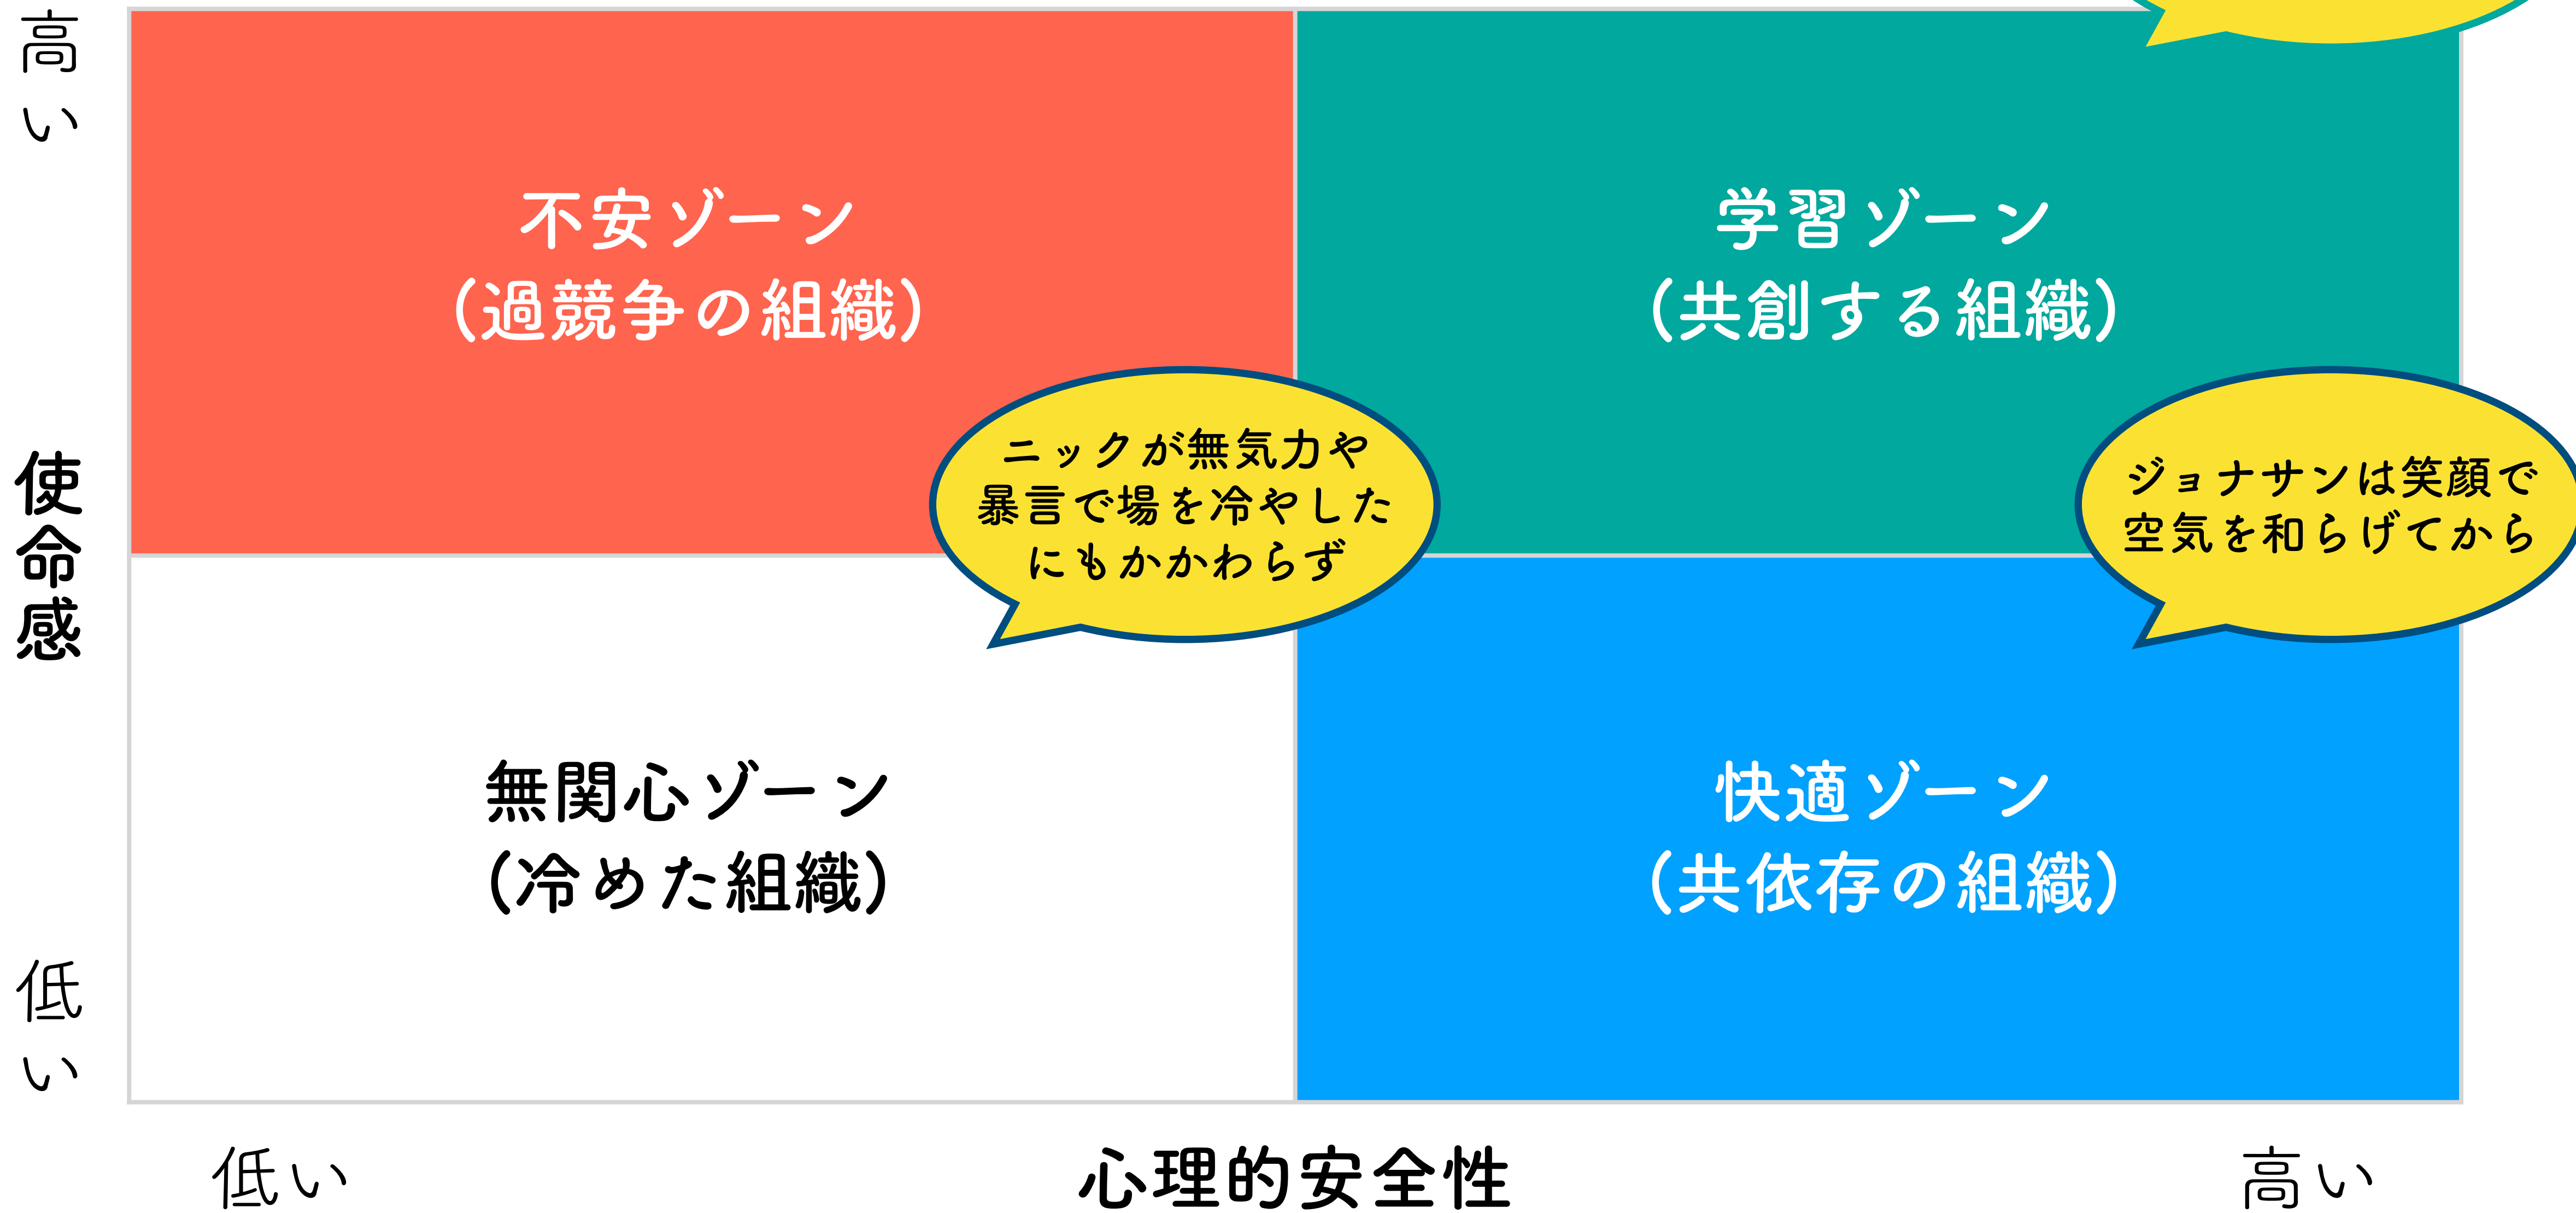 高い
不安ゾーン
(過競争の組織)
学習ゾーン
(共創する組織)
使命感
ニックが無気力や
暴言で場を冷やした
にもかかわらず
ジョナサンは笑顔で
空気を和らげてから
無関心ゾーン
(冷めた組織)
快適ゾーン
(共依存の組織)
低い
低い
心理的安全性
高い